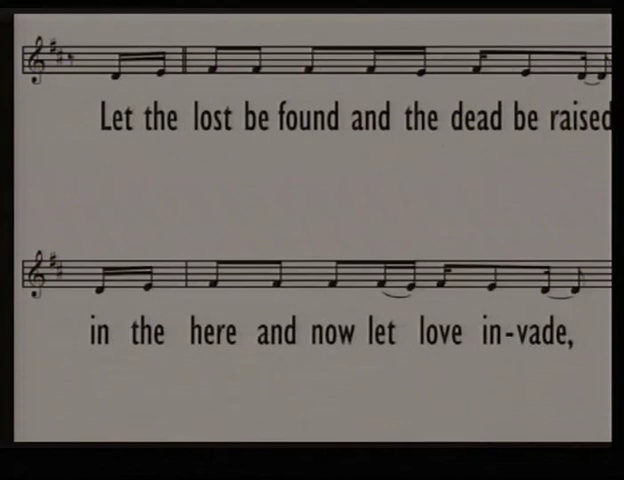 Let the lost be found and the dead be raised
in the here and now let love in-vade,